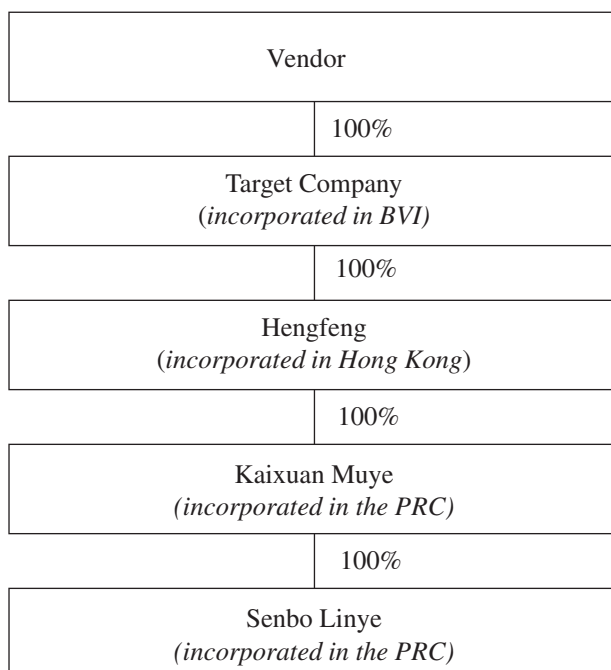 Vendor
100%
Target Company
(incorporated in BVI)
100%
Hengfeng
(incorporated in Hong Kong)
100%
Kaixuan Muye
(incorporated in the PRC)
100%
Senbo Linye
(incorporated in the PRC)